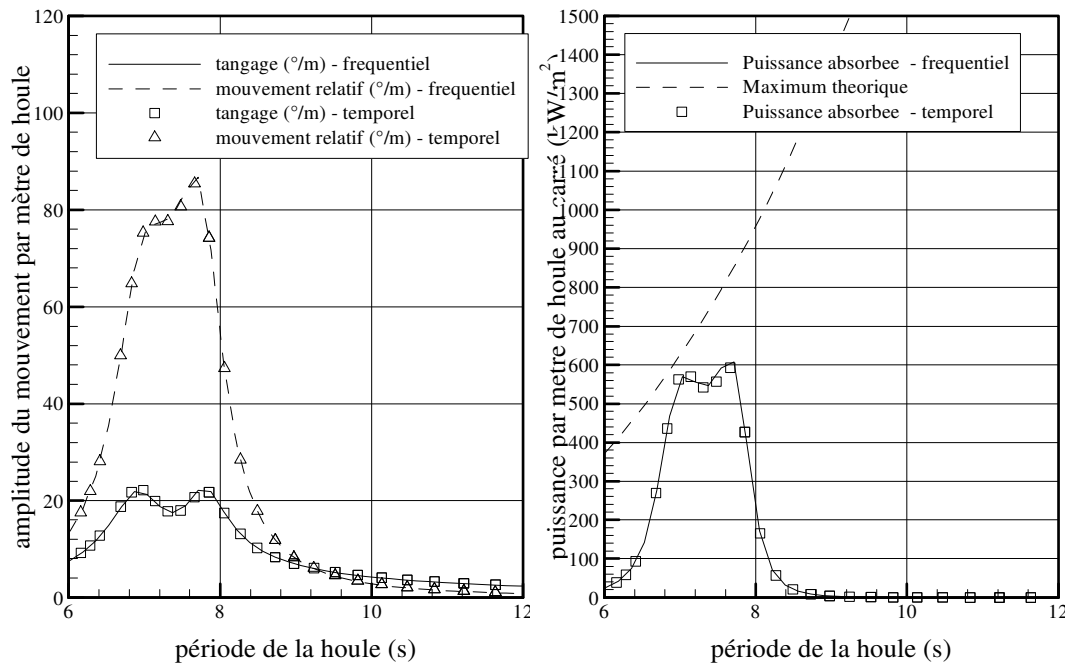 120
100
80
60
40
20
0
6
8
10
12
amplitude du mouvement par mètre de houle
période de la houle (s)
tangage (°/m) - frequentiel
mouvement relatif (°/m) - frequentiel
tangage (°/m) - temporel
mouvement relatif (°/m) - temporel
1500
1400
1300
1200
1100
1000
900
800
700
600
500
400
300
200
100
0
6
8
10
12
puissance par metre de houle au carré (kW/m²)
période de la houle (s)
Puissance absorbee - frequentiel
Maximum theorique
Puissance absorbee - temporel